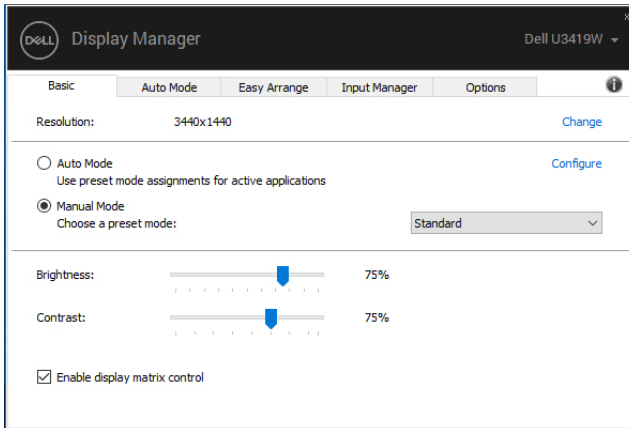 DELL Display Manager Dell U3419W
Basic Auto Mode Easy Arrange Input Manager Options
Resolution: 3440x1440 Change
Auto Mode Configure
Use preset mode assignments for active applications
Manual Mode
Choose a preset mode: Standard
Brightness: 75%
Contrast: 75%
Enable display matrix control